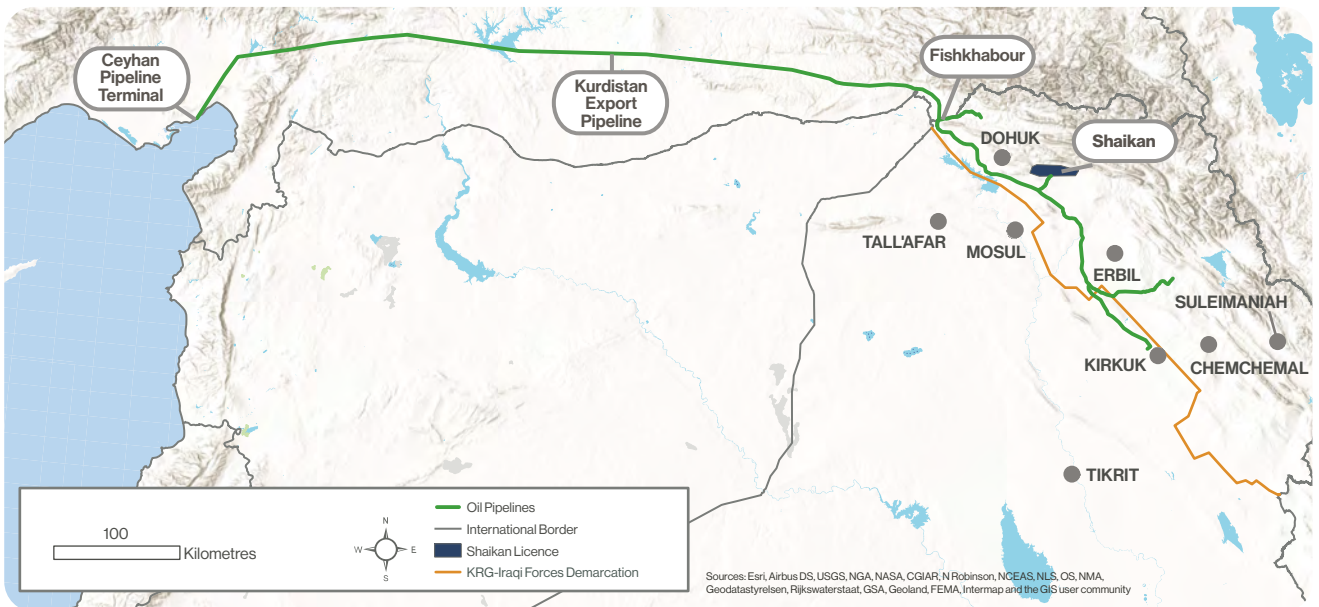 Ceyhan
Pipeline
Terminal
Kurdistan
Export
Pipeline
Fishkhabour
Shaikan
DOHUK
TALL'AFAR
MOSUL
ERBIL
SULEIMANIAH
KIRKUK
CHEMCHEMAL
TIKRIT
100
Kilometres
N
W
E
S
Oil Pipelines
International Border
Shaikan Licence
KRG-Iraqi Forces Demarcation
Sources: Esri, Airbus DS, USGS, NGA, NASA, CGIAR, N Robinson, NCEAS, NLS, OS, NMA,
Geodatastyrelsen, Rijkswaterstaat, GSA, Geoland, FEMA, Intermap and the GIS user community